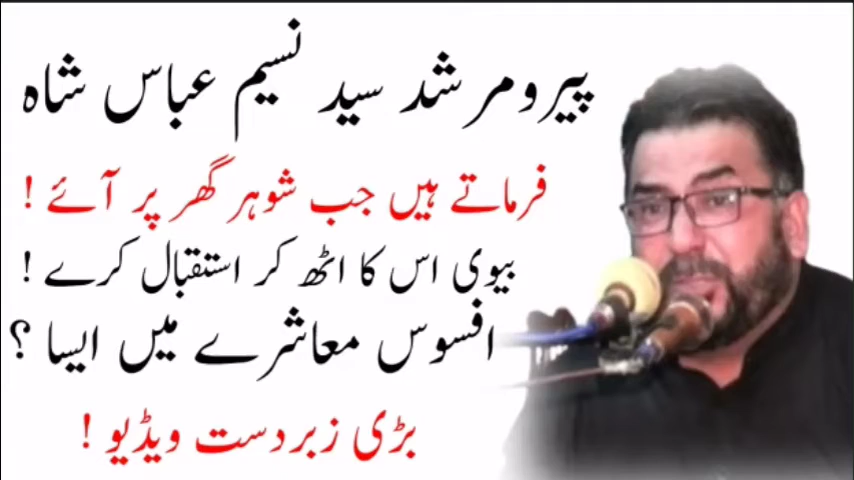 پیرومرشد سید نسیم عباس شاہ
فرماتے ہیں جب شوہر گھر پر آئے !
بیوی اس کا اٹھ کر استقبال کرے !
افسوس معاشرے میں ایسا ؟
بڑی زبردست ویڈیو !